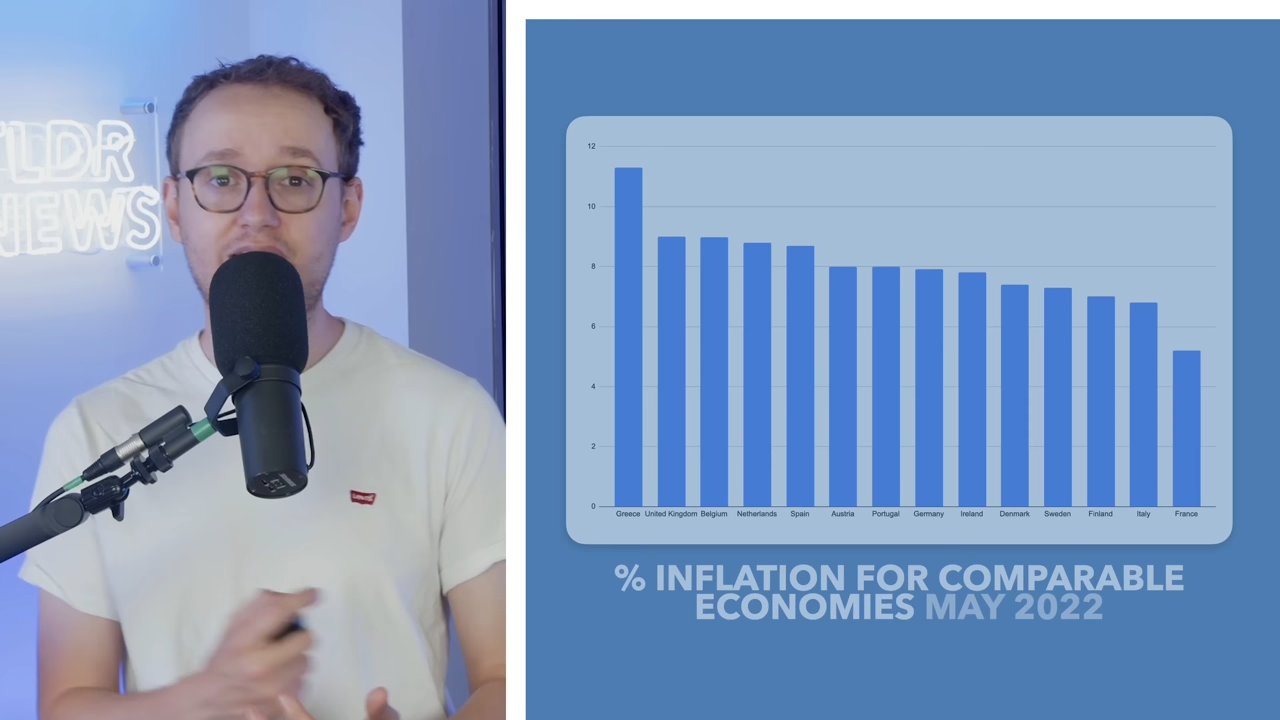 TLDR
NEWS
Levi's
12
10
8
6
4
2
0
Greece United Kingdom Belgium Netherlands Spain Austria Portugal Germany Ireland Denmark Sweden Finland Italy France
% INFLATION FOR COMPARABLE
ECONOMIES MAY 2022